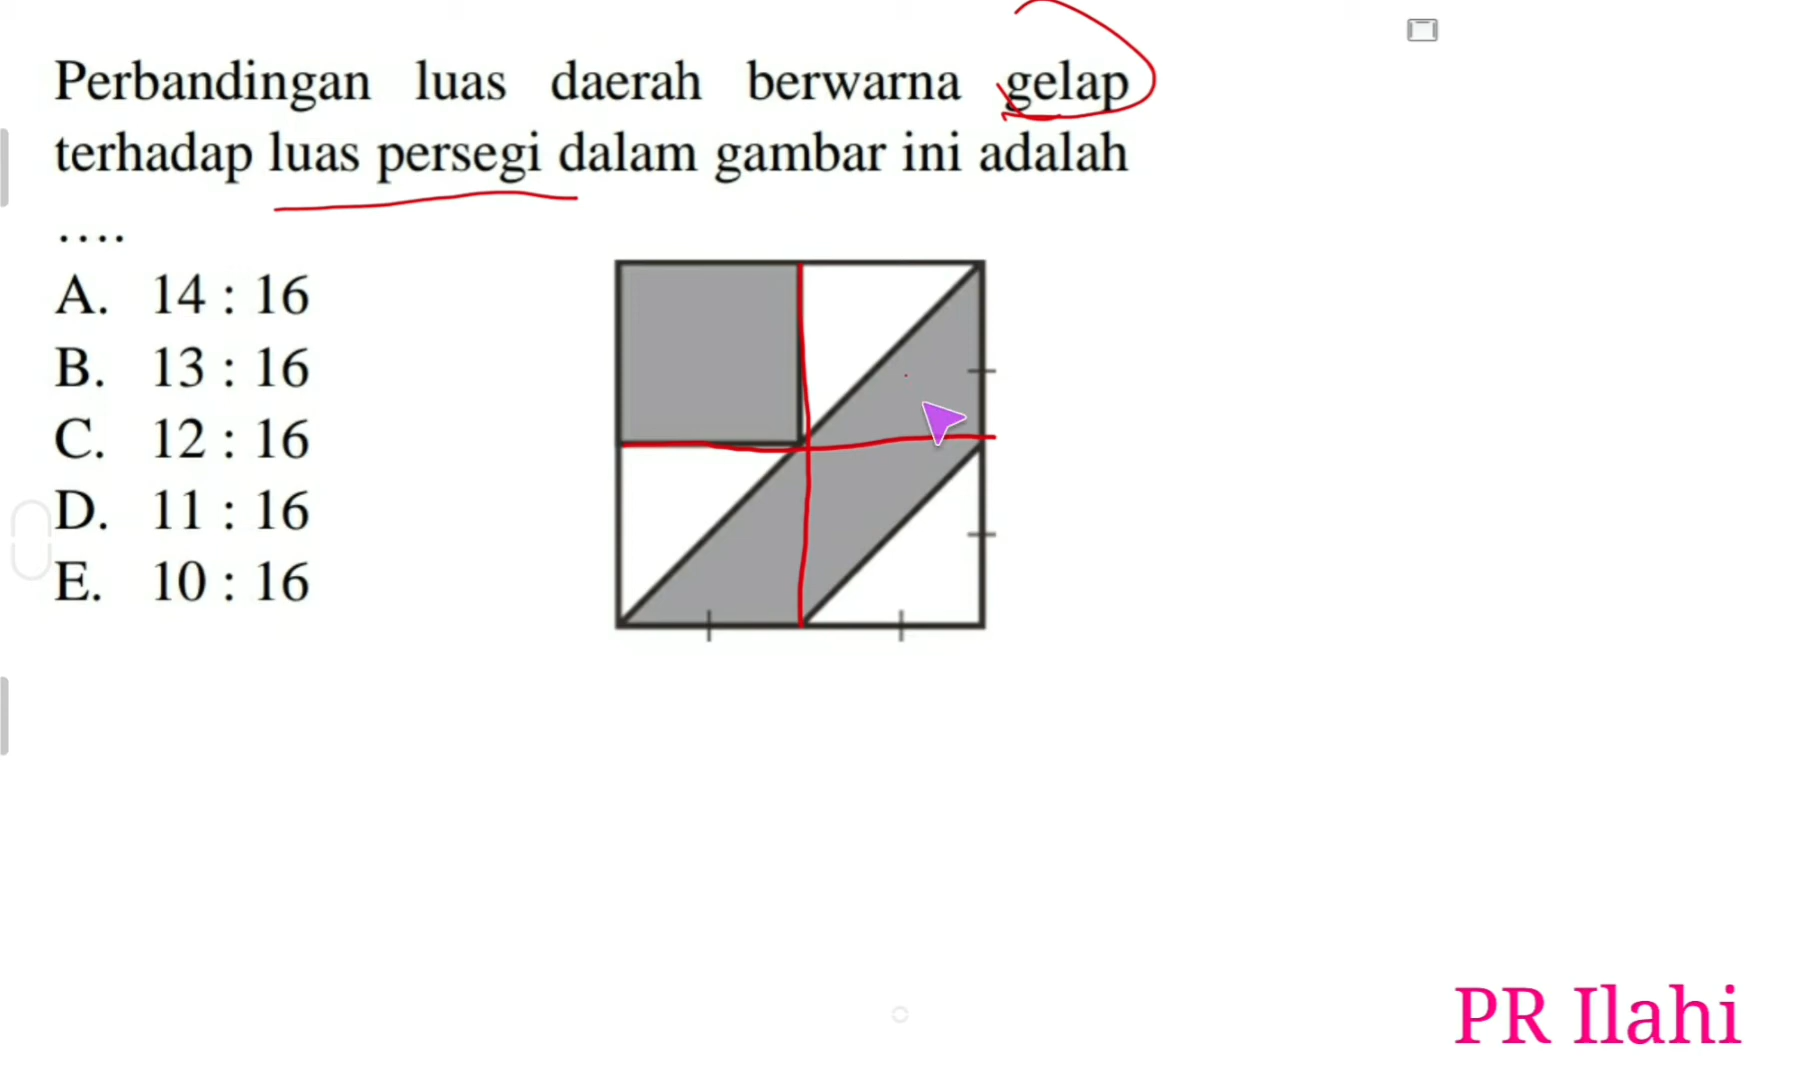 Perbandingan luas daerah berwarna gelap
terhadap luas persegi dalam gambar ini adalah
....
A. 14 : 16
B. 13 : 16
C. 12 : 16
D. 11 : 16
E. 10 : 16
PR Ilahi